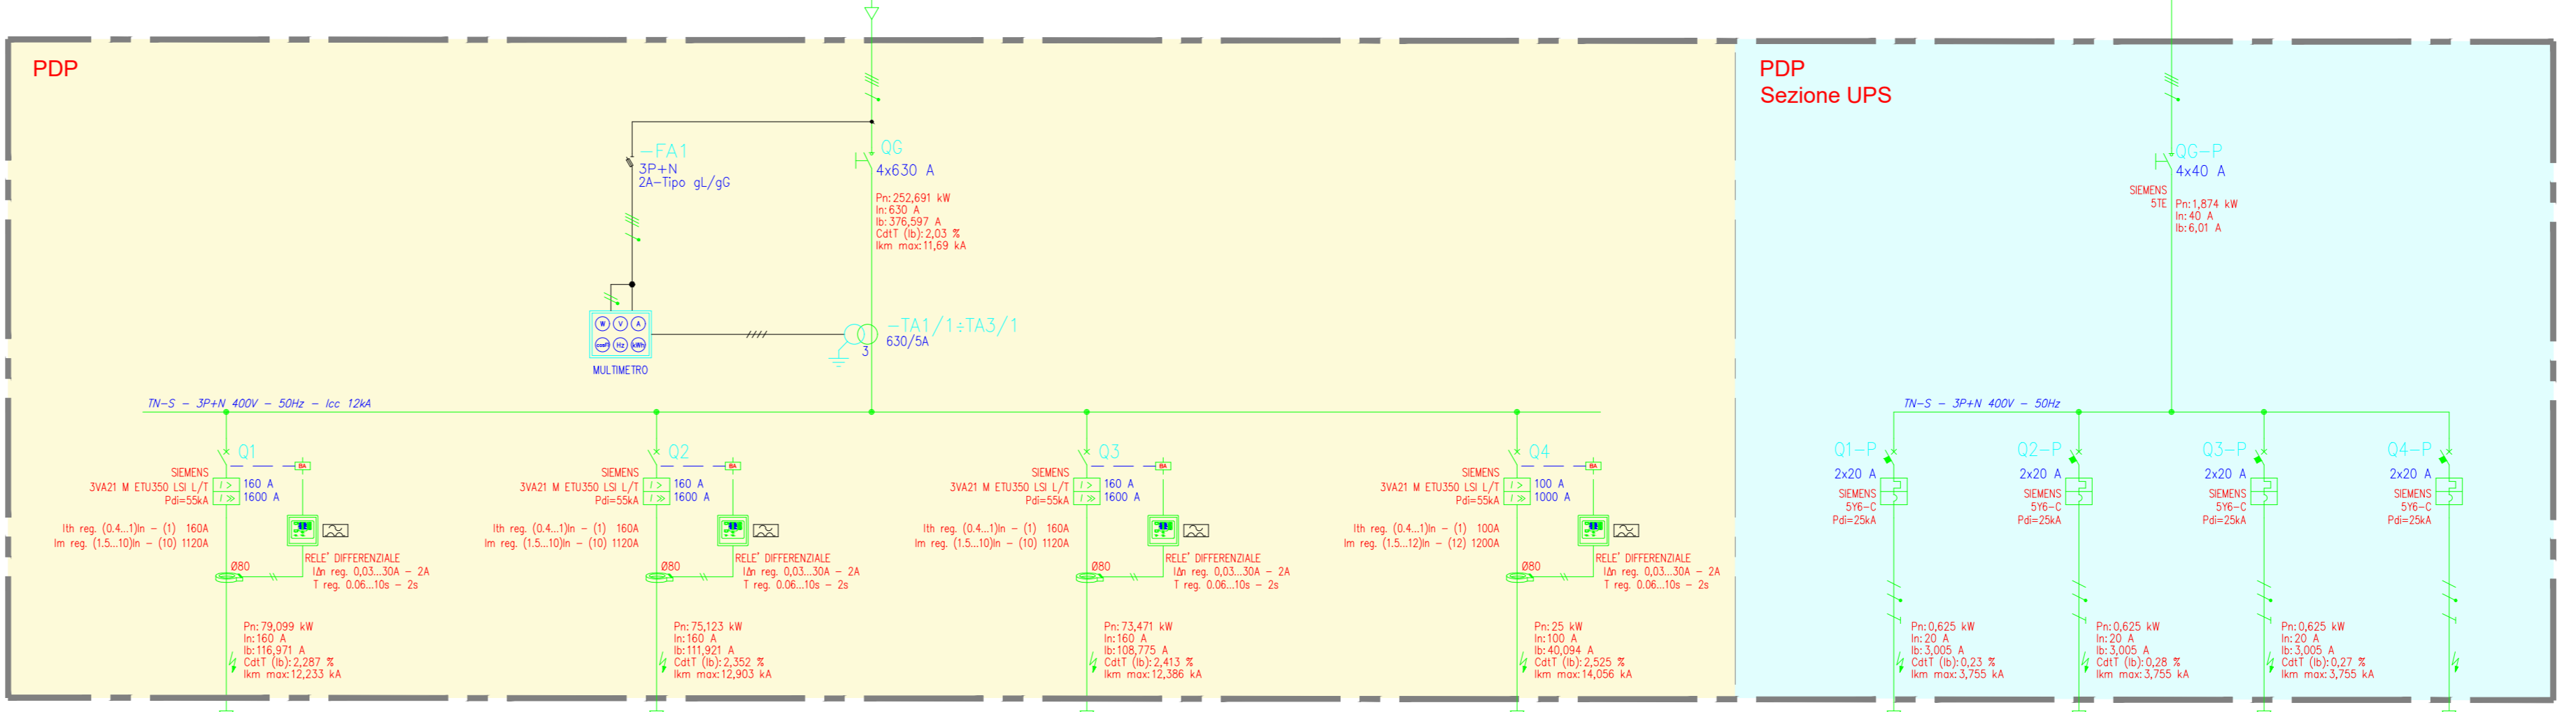 PDP
PDP
Sezione UPS
-FA1
3P+N
2A-Tipo gL/gG
QG
4x630 A
Pn: 252,691 kW
In: 630 A
Ib: 376,597 A
CdtT (Ib): 2,03 %
Ikm max: 11,69 kA
QG-P
4x40 A
SIEMENS
5TE
Pn: 1,874 kW
In: 40 A
Ib: 6,01 A
W V A
cosfi Hz kWh
MULTIMETRO
-TA1/1÷TA3/1
630/5A
3
TN-S - 3P+N 400V - 50Hz - Icc 12kA
TN-S - 3P+N 400V - 50Hz
Q1
BA
SIEMENS
3VA21 M ETU350 LSI L/T
Pdi=55kA
I >
I >>
160 A
1600 A
Ith reg. (0.4...1)In - (1) 160A
Im reg. (1.5...10)In - (10) 1120A
RELE' DIFFERENZIALE
IΔn reg. 0,03...30A - 2A
T reg. 0.06...10s - 2s
Ø80
Pn: 79,099 kW
In: 160 A
Ib: 116,971 A
CdtT (Ib): 2,287 %
Ikm max: 12,233 kA
Q2
BA
SIEMENS
3VA21 M ETU350 LSI L/T
Pdi=55kA
I >
I >>
160 A
1600 A
Ith reg. (0.4...1)In - (1) 160A
Im reg. (1.5...10)In - (10) 1120A
RELE' DIFFERENZIALE
IΔn reg. 0,03...30A - 2A
T reg. 0.06...10s - 2s
Ø80
Pn: 75,123 kW
In: 160 A
Ib: 111,921 A
CdtT (Ib): 2,352 %
Ikm max: 12,903 kA
Q3
BA
SIEMENS
3VA21 M ETU350 LSI L/T
Pdi=55kA
I >
I >>
160 A
1600 A
Ith reg. (0.4...1)In - (1) 160A
Im reg. (1.5...10)In - (10) 1120A
RELE' DIFFERENZIALE
IΔn reg. 0,03...30A - 2A
T reg. 0.06...10s - 2s
Ø80
Pn: 73,471 kW
In: 160 A
Ib: 108,775 A
CdtT (Ib): 2,413 %
Ikm max: 12,386 kA
Q4
BA
SIEMENS
3VA21 M ETU350 LSI L/T
Pdi=55kA
I >
I >>
100 A
1000 A
Ith reg. (0.4...1)In - (1) 100A
Im reg. (1.5...12)In - (12) 1200A
RELE' DIFFERENZIALE
IΔn reg. 0,03...30A - 2A
T reg. 0.06...10s - 2s
Ø80
Pn: 25 kW
In: 100 A
Ib: 40,094 A
CdtT (Ib): 2,525 %
Ikm max: 14,056 kA
Q1-P
2x20 A
SIEMENS
5Y6-C
Pdi=25kA
Pn: 0,625 kW
In: 20 A
Ib: 3,005 A
CdtT (Ib): 0,23 %
Ikm max: 3,755 kA
Q2-P
2x20 A
SIEMENS
5Y6-C
Pdi=25kA
Pn: 0,625 kW
In: 20 A
Ib: 3,005 A
CdtT (Ib): 0,28 %
Ikm max: 3,755 kA
Q3-P
2x20 A
SIEMENS
5Y6-C
Pdi=25kA
Pn: 0,625 kW
In: 20 A
Ib: 3,005 A
CdtT (Ib): 0,27 %
Ikm max: 3,755 kA
Q4-P
2x20 A
SIEMENS
5Y6-C
Pdi=25kA